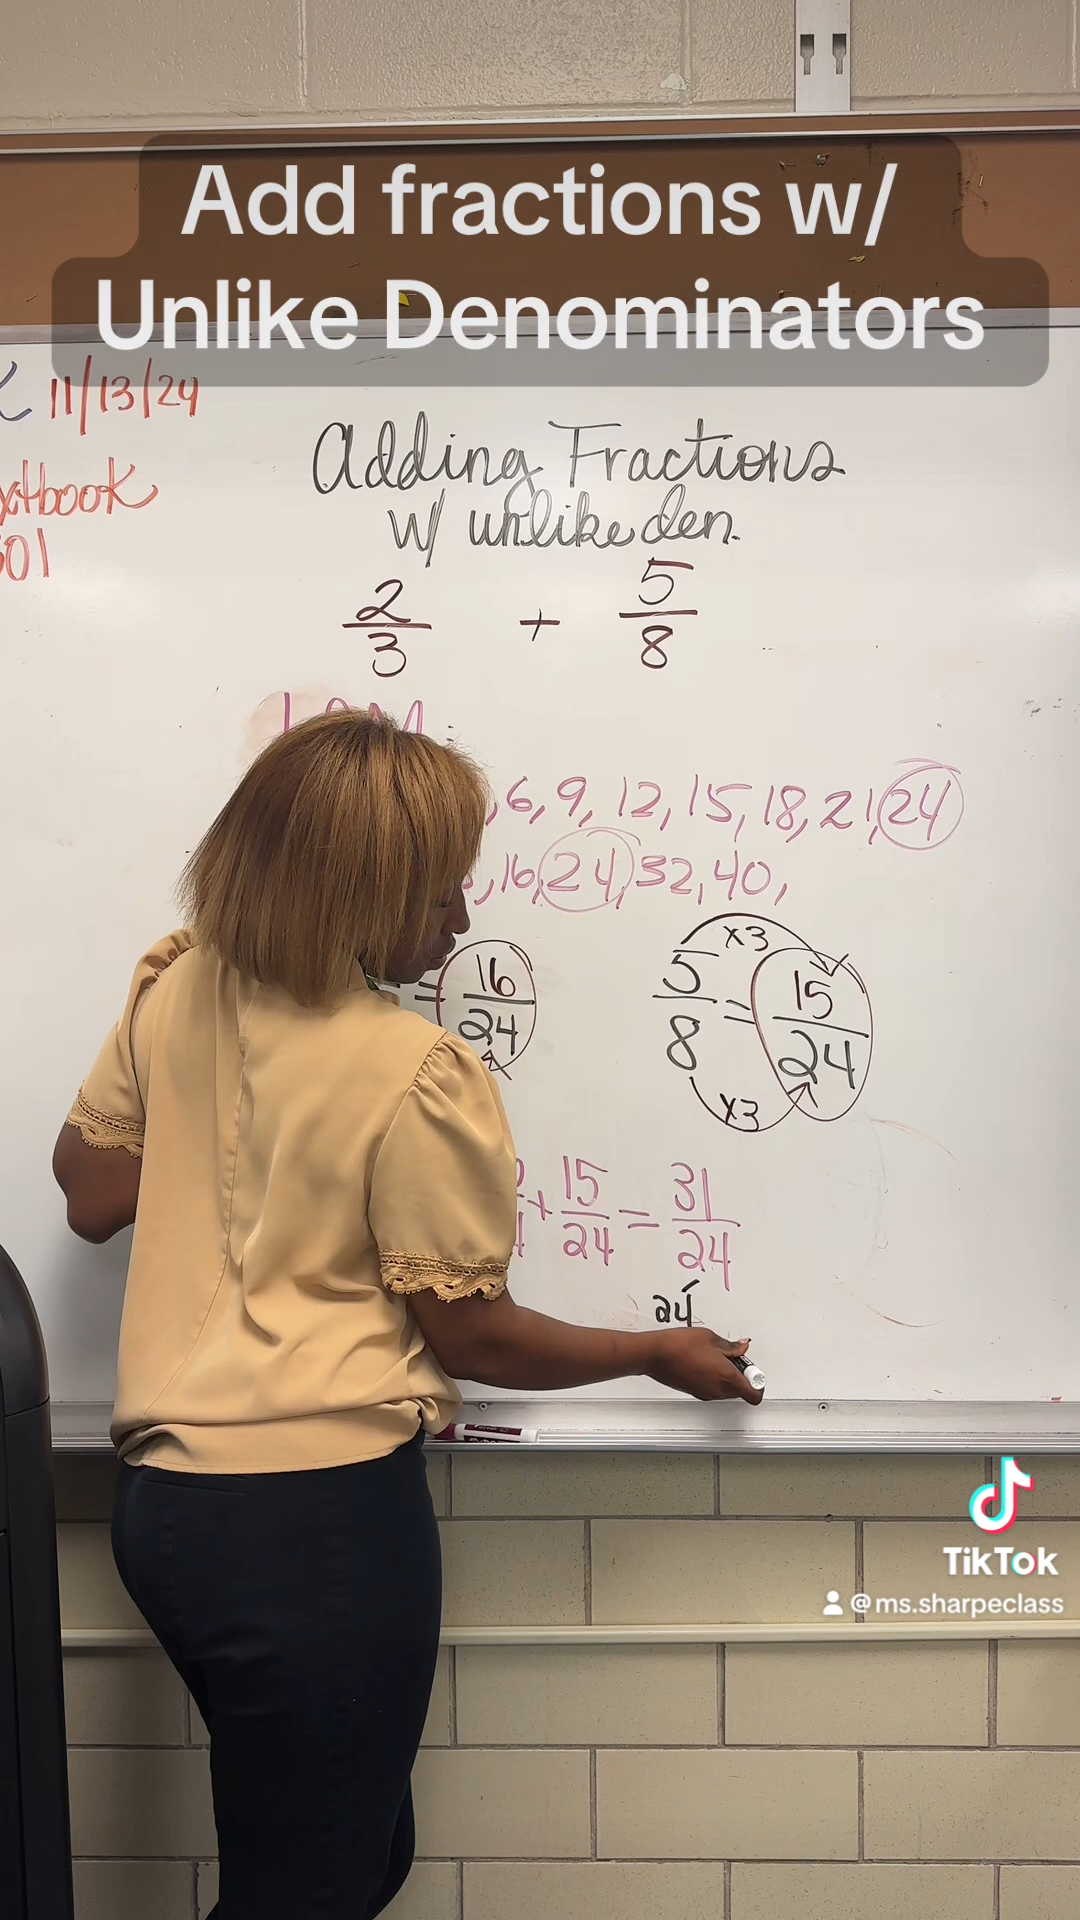 Add fractions w/
Unlike Denominators
11/13/24
Adding Fractions
w/ unlike den.
2/3 + 5/8
LCM:
, 6, 9, 12, 15, 18, 21, 24
, 16, 24, 32, 40,
= 16/24
5/8 = 15/24
x3
x3
+ 15/24 = 31/24
24
TikTok
@ms.sharpeclass